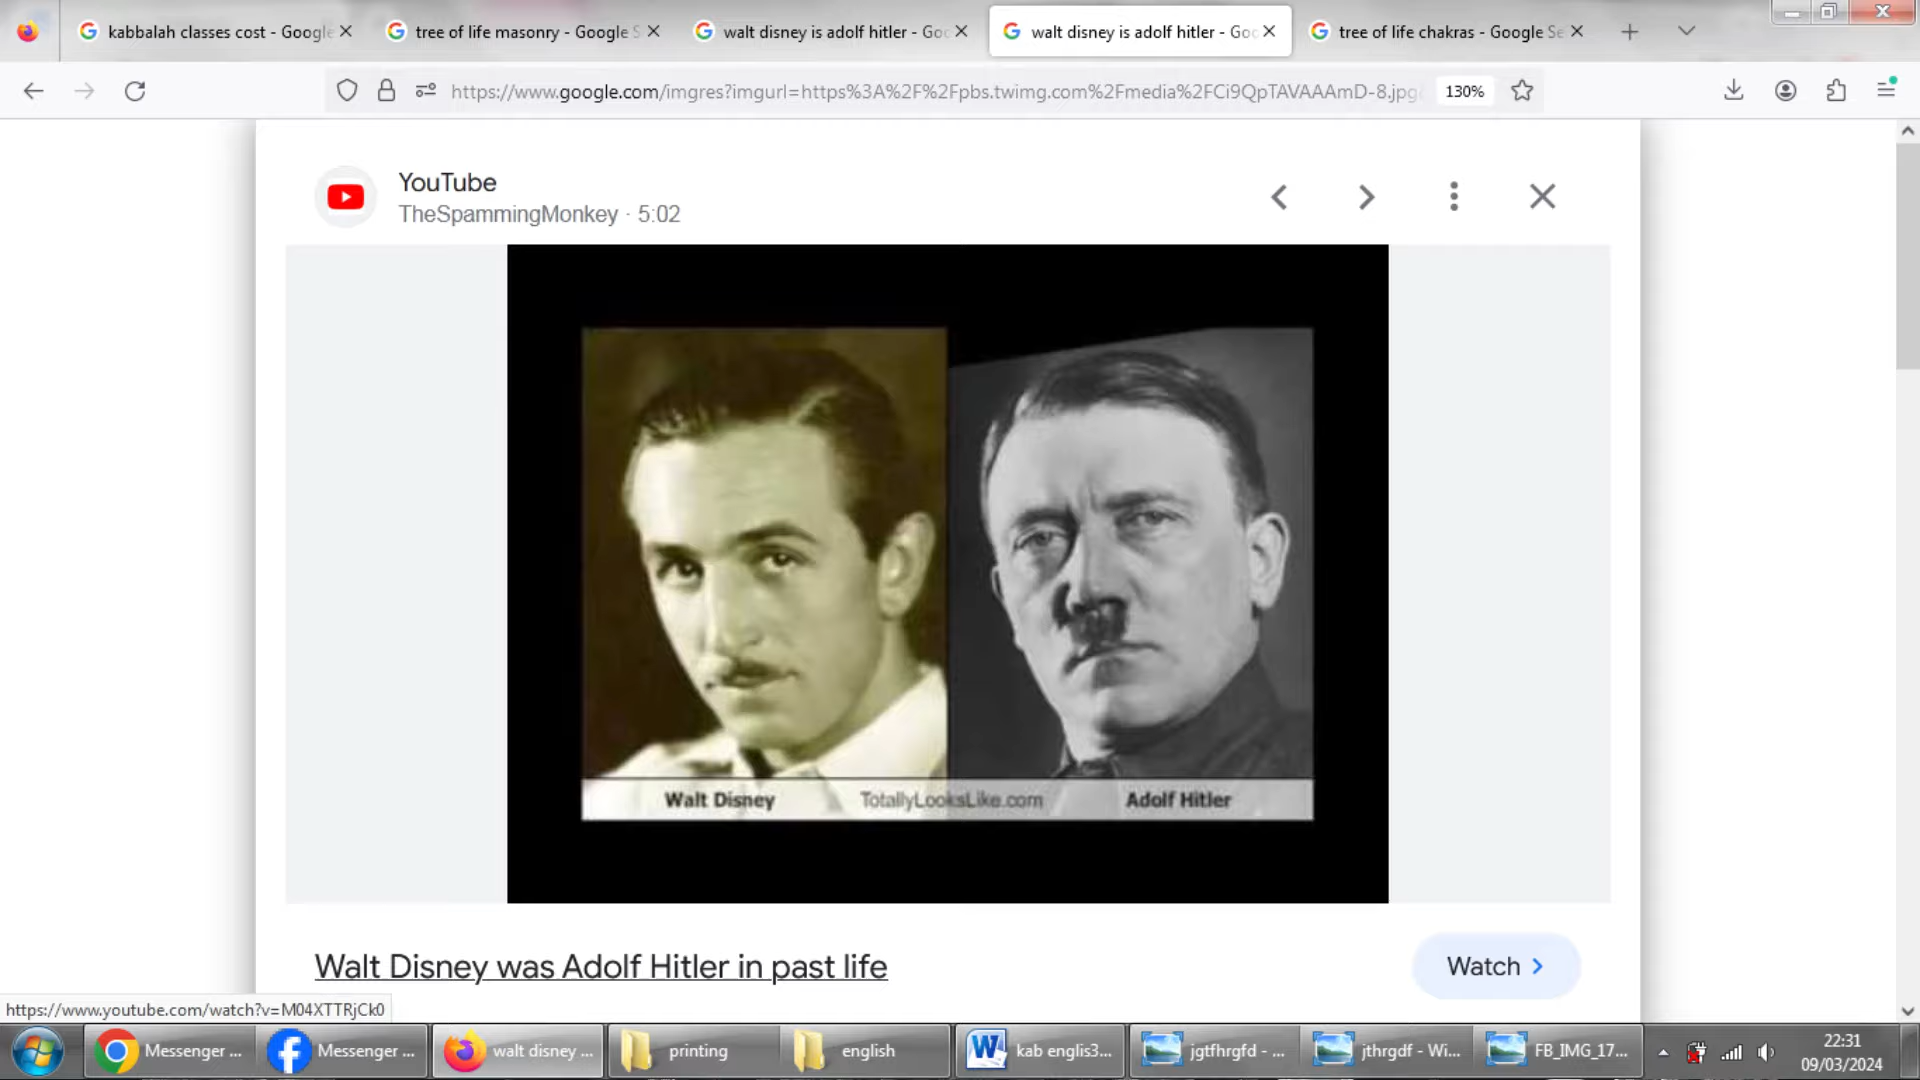 kabbalah classes cost - Google
tree of life masonry - Google S
walt disney is adolf hitler - Goo
walt disney is adolf hitler - Goo
tree of life chakras - Google Se
https://www.google.com/imgres?imgurl=https%3A%2F%2Fpbs.twimg.com%2Fmedia%2FCi9QpTAVAAAmD-8.jpg
130%
YouTube
TheSpammingMonkey · 5:02
Walt Disney TotallyLooksLike.com Adolf Hitler
Walt Disney was Adolf Hitler in past life
Watch
https://www.youtube.com/watch?v=M04XTTRjCk0
Messenger ...
Messenger ...
walt disney ...
printing
english
kab englis3...
jgtfhrgfd - ...
jthrgdf - Wi...
FB_IMG_17...
22:31
09/03/2024